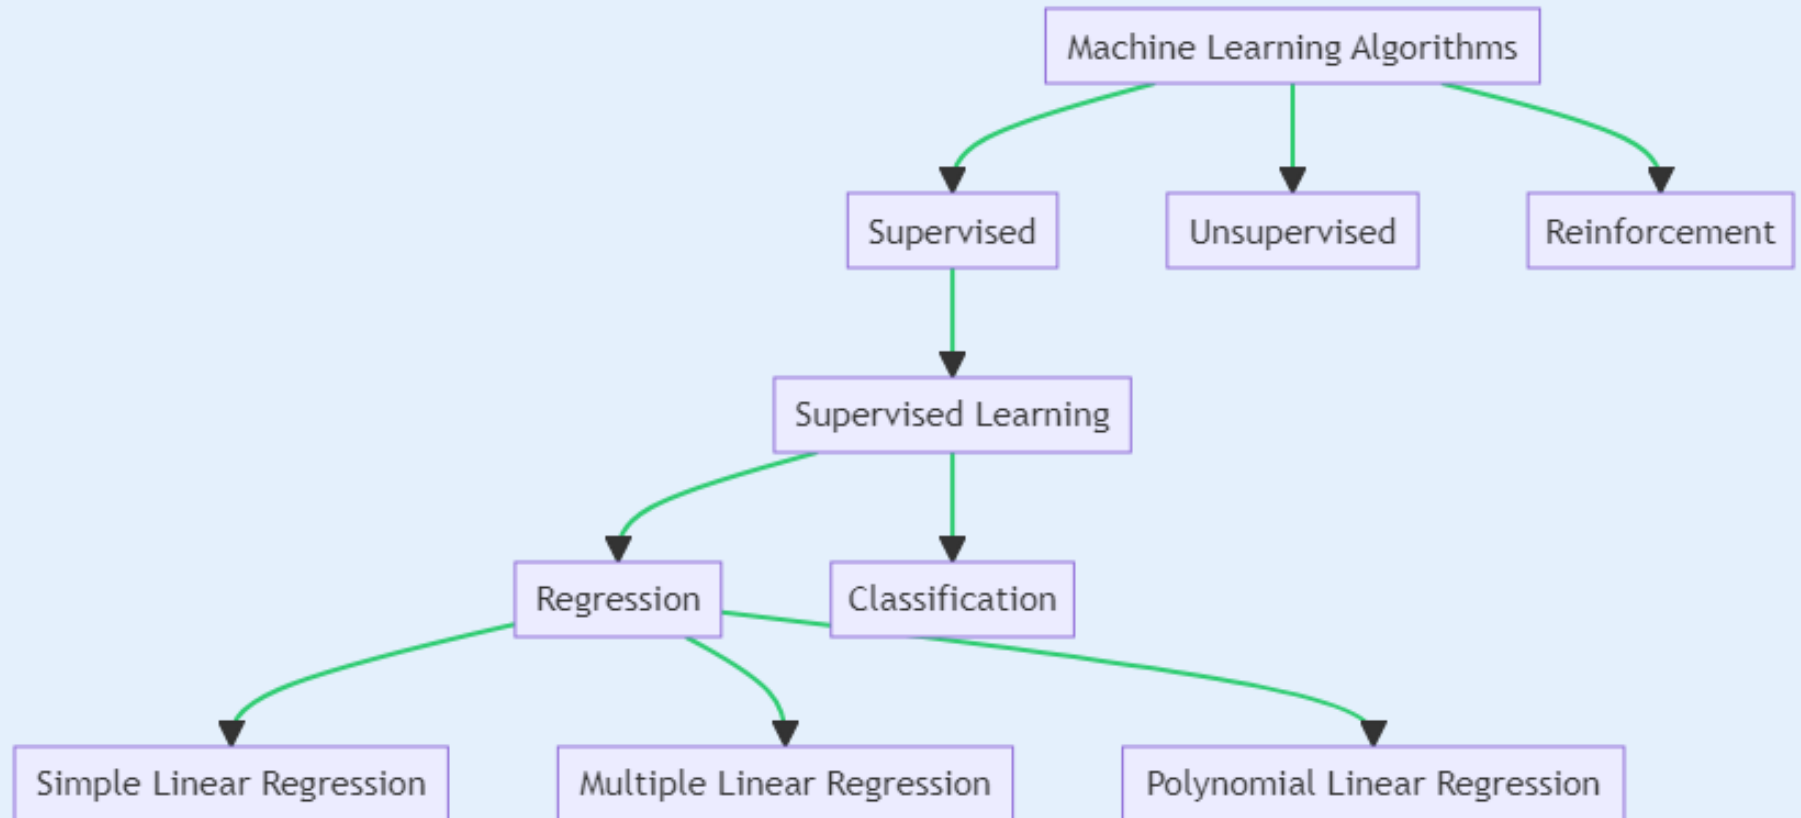 Machine Learning Algorithms
Supervised
Unsupervised
Reinforcement
Supervised Learning
Regression
Classification
Simple Linear Regression
Multiple Linear Regression
Polynomial Linear Regression